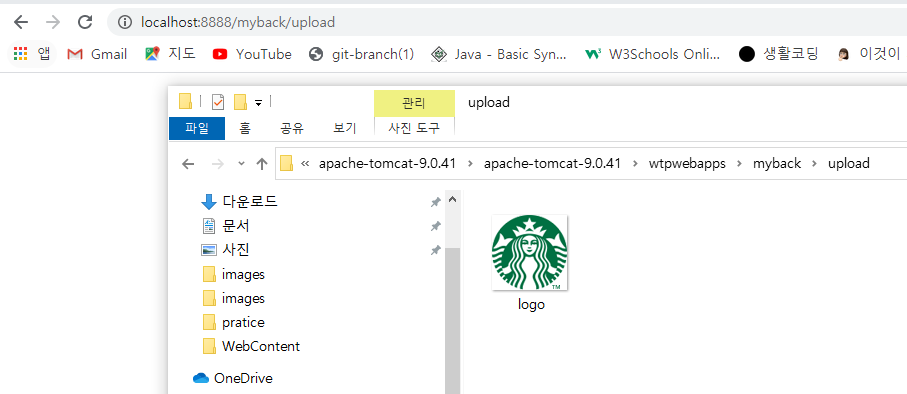 localhost:8888/myback/upload
앱 Gmail 지도 YouTube git-branch(1) Java - Basic Syn... W3Schools Onli... 생활코딩 이것이
관리 upload
파일 홈 공유 보기 사진 도구
« apache-tomcat-9.0.41 > apache-tomcat-9.0.41 > wtpwebapps > myback > upload
다운로드
문서
사진
images
images
pratice
WebContent
OneDrive
TM
logo